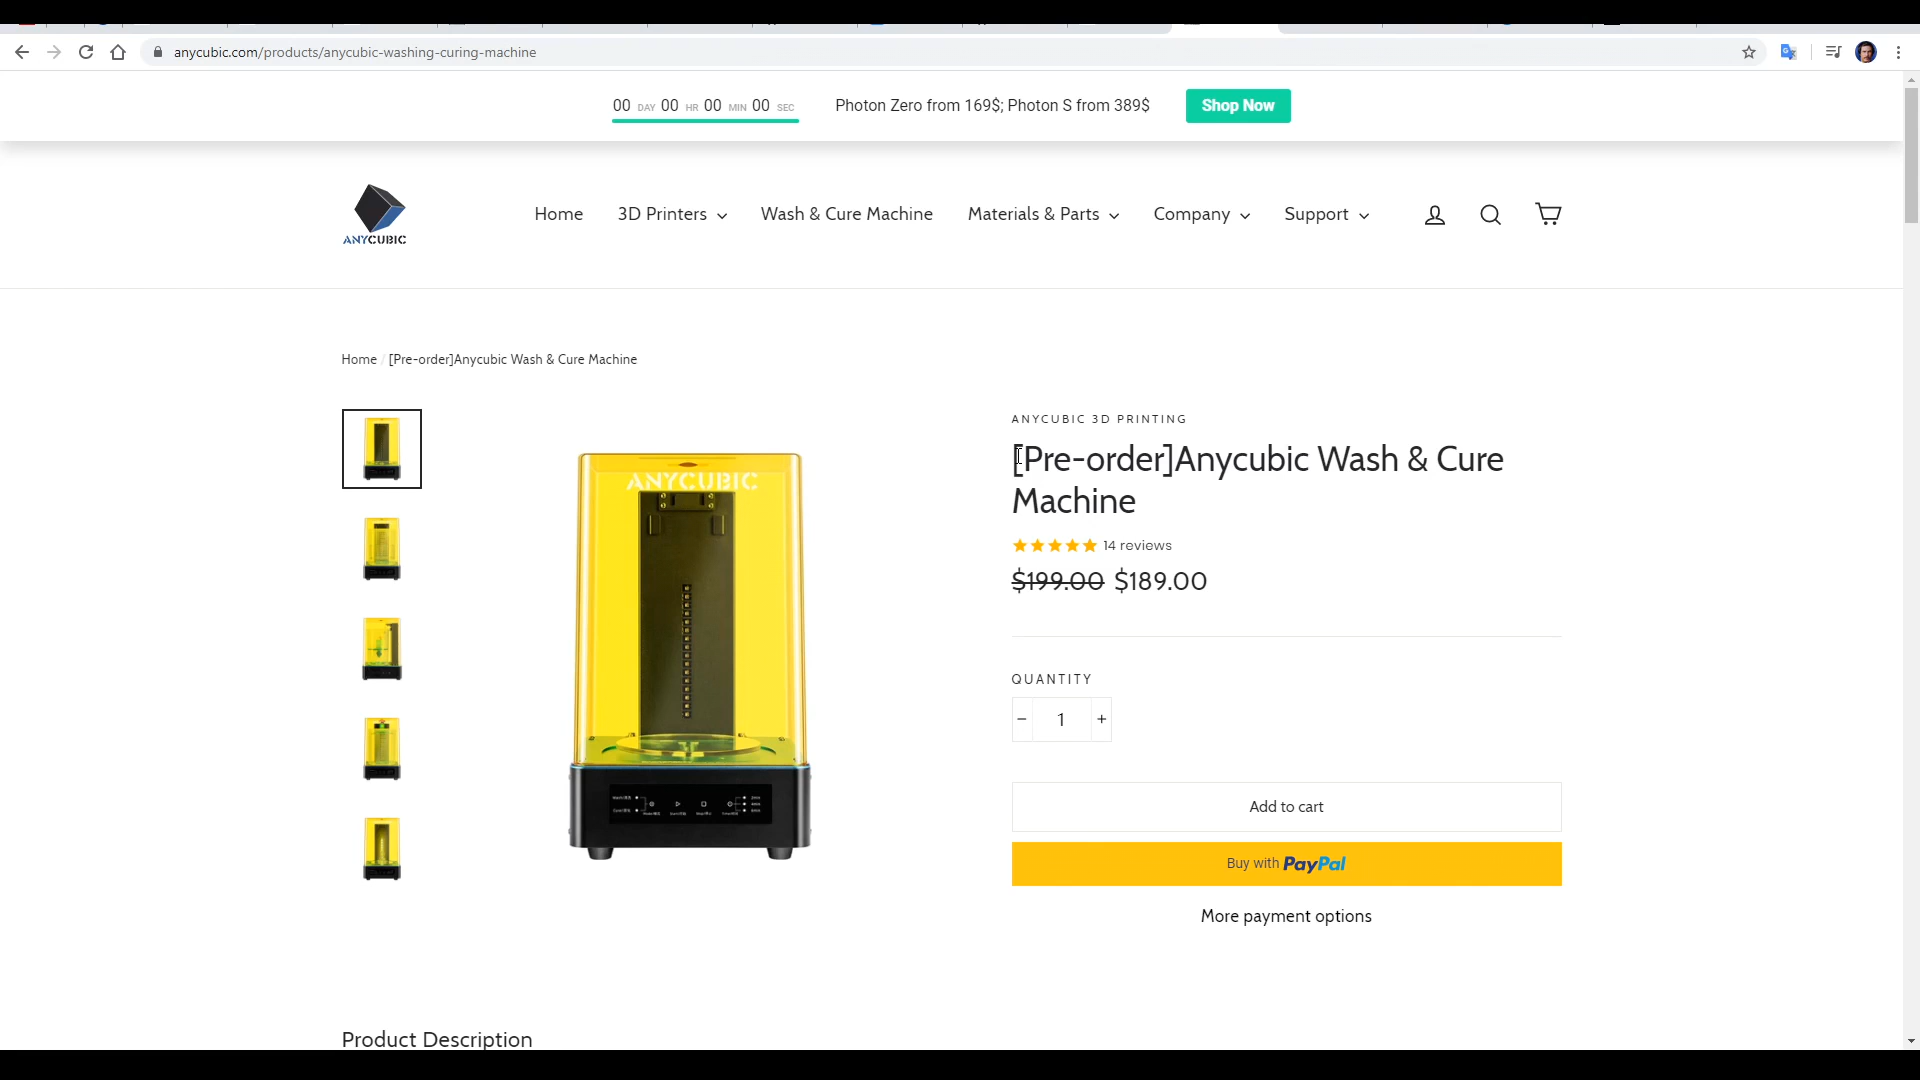 anycubic.com/products/anycubic-washing-curing-machine
00 DAY 00 HR 00 MIN 00 SEC
Photon Zero from 169$; Photon S from 389$
Shop Now
ANYCUBIC
Home
3D Printers
Wash & Cure Machine
Materials & Parts
Company
Support
Home / [Pre-order]Anycubic Wash & Cure Machine
ANYCUBIC
ANYCUBIC 3D PRINTING
[Pre-order]Anycubic Wash & Cure
Machine
14 reviews
$199.00 $189.00
QUANTITY
− 1 +
Add to cart
Buy with PayPal
More payment options
Product Description